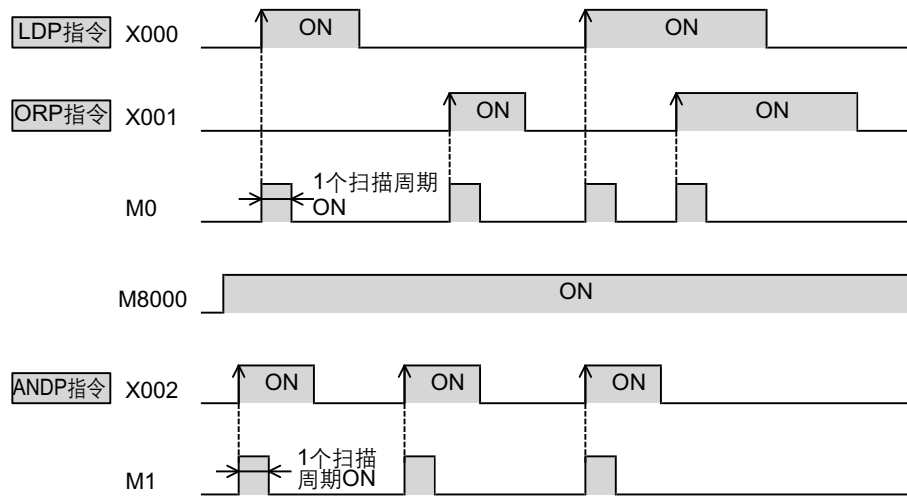 LDP指令 X000 ON ON
ORP指令 X001 ON ON
1个扫描周期
M0 ON
M8000 ON
ANDP指令 X002 ON ON ON
1个扫描
周期ON
M1